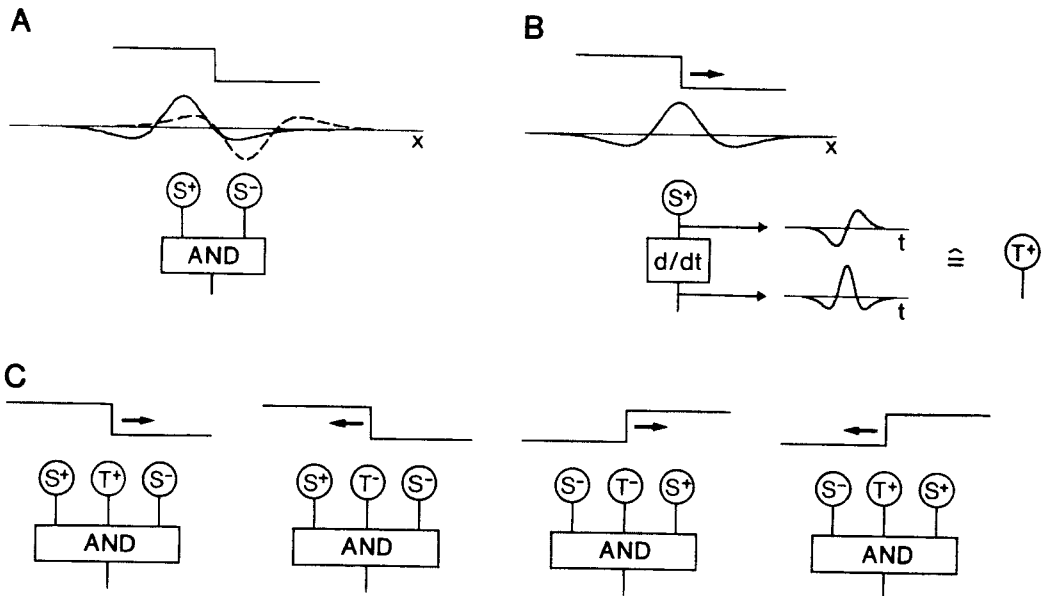 A
x
S⁺ S⁻
AND
B
x
S⁺
d/dt
t
t
≙
T⁺
C
S⁺ T⁺ S⁻
AND
S⁺ T⁻ S⁻
AND
S⁻ T⁻ S⁺
AND
S⁻ T⁺ S⁺
AND